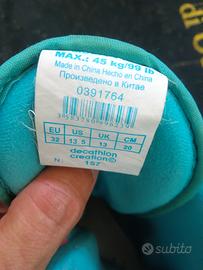 MAX.: 45 kg/99 lb
Made in China Hecho en China
Произведено в Китае
0391764
EU US UK CM
32 13.5 13 20
decathlon
creation
N. 157
subito